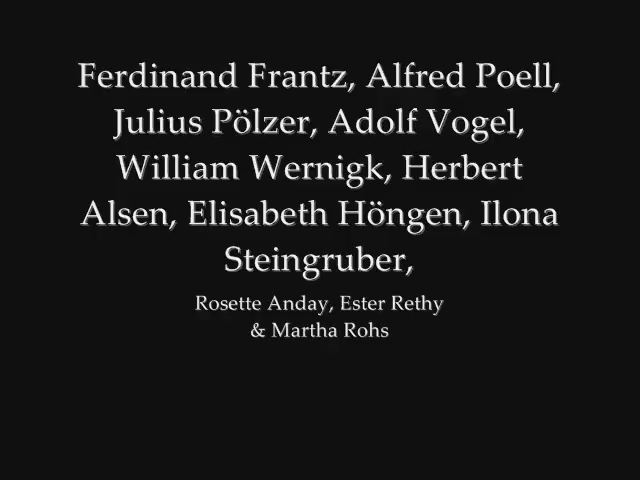 Ferdinand Frantz, Alfred Poell,
Julius Pölzer, Adolf Vogel,
William Wernigk, Herbert
Alsen, Elisabeth Höngen, Ilona
Steingruber,
Rosette Anday, Ester Rethy
& Martha Rohs